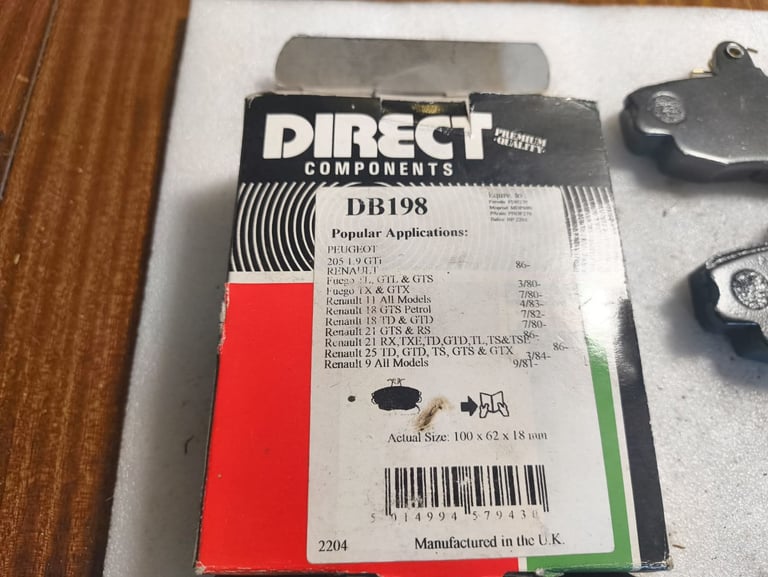 DIRECT
PREMIUM
·QUALITY·
COMPONENTS
DB198
Equiv. to:
Popular Applications:
PEUGEOT
205 1.9 GTi 86-
RENAULT
Fuego TL, GTL & GTS 3/80-
Fuego TX & GTX 7/80-
Renault 11 All Models 4/83-
Renault 18 GTS Petrol 7/82-
Renault 18 TD & GTD 7/80-
Renault 21 GTS & RS 86-
Renault 21 RX,TXE,TD,GTD,TL,TS&TSE 86-
Renault 25 TD, GTD, TS, GTS & GTX 3/84-
Renault 9 All Models 9/81-
Actual Size: 100 x 62 x 18 mm
5 014994 579438
2204 Manufactured in the U.K.